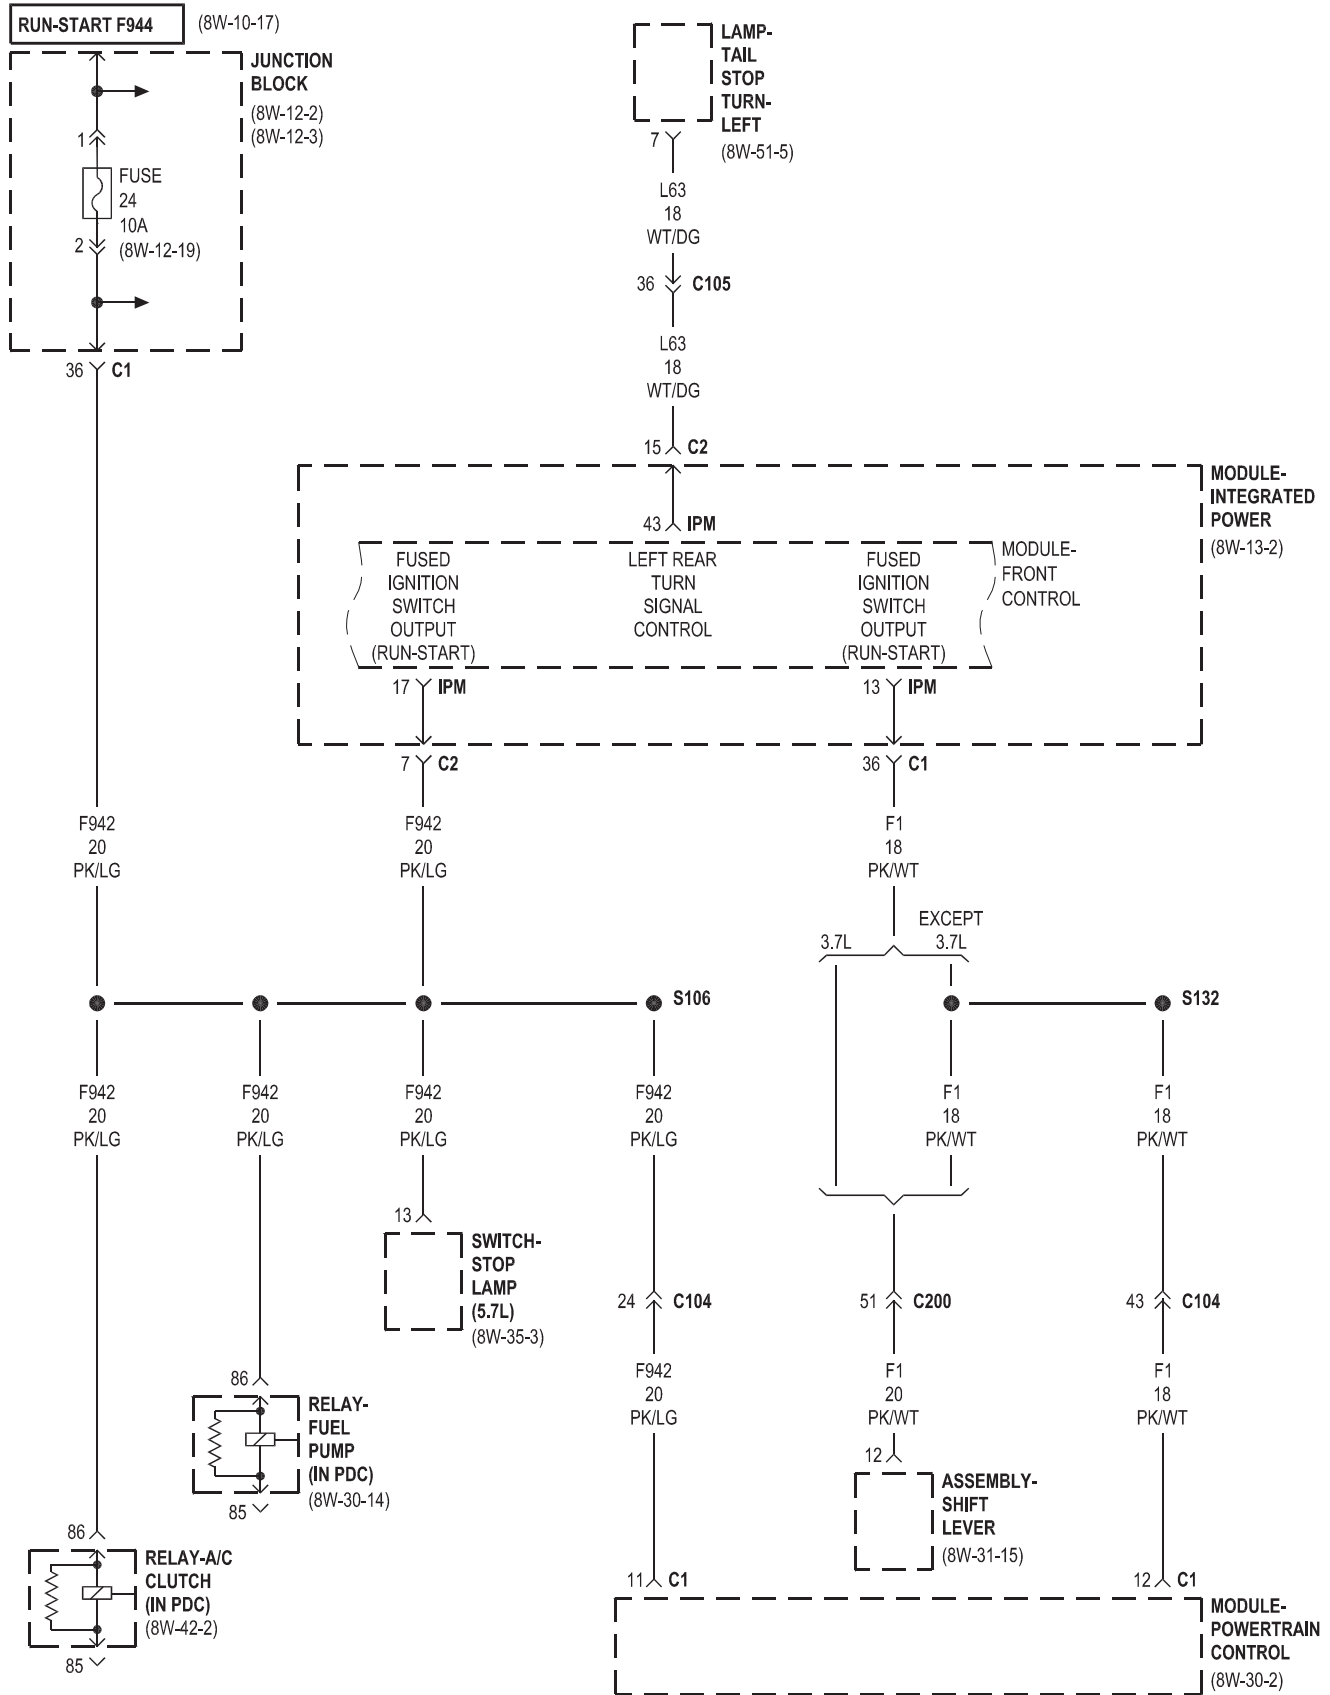 RUN-START F944
(8W-10-17)
JUNCTION
BLOCK
(8W-12-2)
(8W-12-3)
1
FUSE
24
10A
(8W-12-19)
2
36
C1
LAMP-
TAIL
STOP
TURN-
LEFT
(8W-51-5)
7
L63
18
WT/DG
36
C105
L63
18
WT/DG
15
C2
MODULE-
INTEGRATED
POWER
(8W-13-2)
43
IPM
FUSED
IGNITION
SWITCH
OUTPUT
(RUN-START)
LEFT REAR
TURN
SIGNAL
CONTROL
FUSED
IGNITION
SWITCH
OUTPUT
(RUN-START)
MODULE-
FRONT
CONTROL
17
IPM
13
IPM
7
C2
36
C1
F942
20
PK/LG
F942
20
PK/LG
F1
18
PK/WT
3.7L
EXCEPT
3.7L
S106
S132
F942
20
PK/LG
F942
20
PK/LG
F942
20
PK/LG
F942
20
PK/LG
F1
18
PK/WT
F1
18
PK/WT
13
SWITCH-
STOP
LAMP
(5.7L)
(8W-35-3)
24
C104
51
C200
43
C104
F942
20
PK/LG
F1
20
PK/WT
F1
18
PK/WT
86
RELAY-
FUEL
PUMP
(IN PDC)
(8W-30-14)
85
12
ASSEMBLY-
SHIFT
LEVER
(8W-31-15)
86
RELAY-A/C
CLUTCH
(IN PDC)
(8W-42-2)
85
11
C1
12
C1
MODULE-
POWERTRAIN
CONTROL
(8W-30-2)